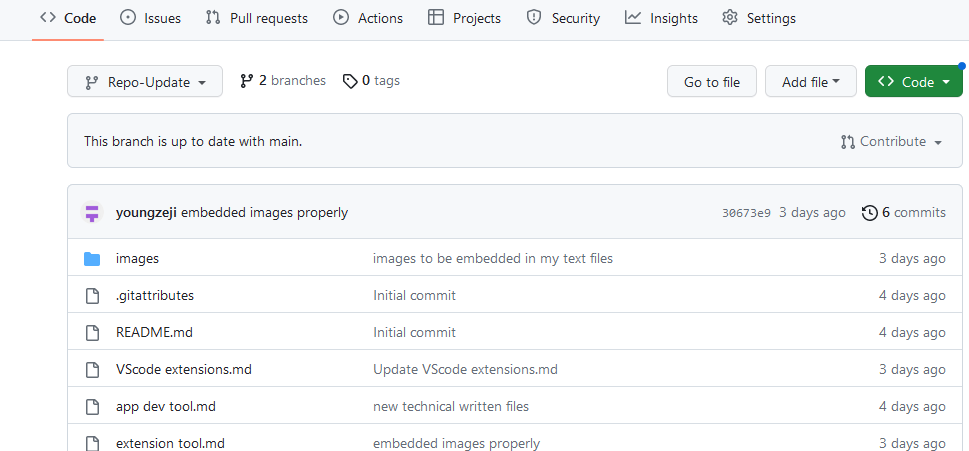 Code Issues Pull requests Actions Projects Security Insights Settings
Repo-Update 2 branches 0 tags Go to file Add file Code
This branch is up to date with main. Contribute
youngzeji embedded images properly 30673e9 3 days ago 6 commits
images images to be embedded in my text files 3 days ago
.gitattributes Initial commit 4 days ago
README.md Initial commit 4 days ago
VScode extensions.md Update VScode extensions.md 3 days ago
app dev tool.md new technical written files 4 days ago
extension tool.md embedded images properly 3 days ago